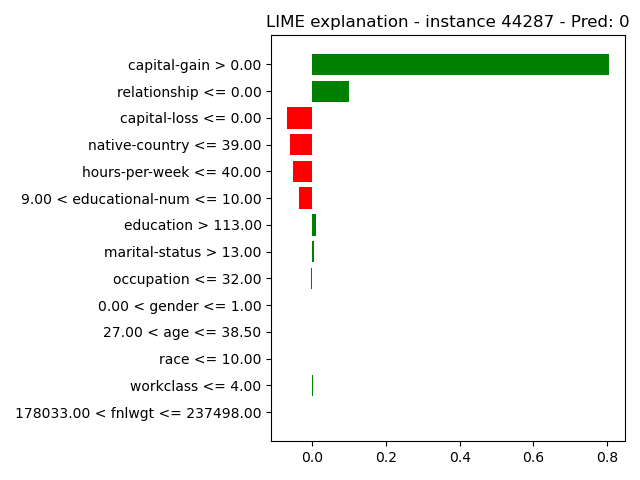 LIME explanation - instance 44287 - Pred: 0
capital-gain > 0.00
relationship <= 0.00
capital-loss <= 0.00
native-country <= 39.00
hours-per-week <= 40.00
9.00 < educational-num <= 10.00
education > 113.00
marital-status > 13.00
occupation <= 32.00
0.00 < gender <= 1.00
27.00 < age <= 38.50
race <= 10.00
workclass <= 4.00
178033.00 < fnlwgt <= 237498.00
0.0 0.2 0.4 0.6 0.8